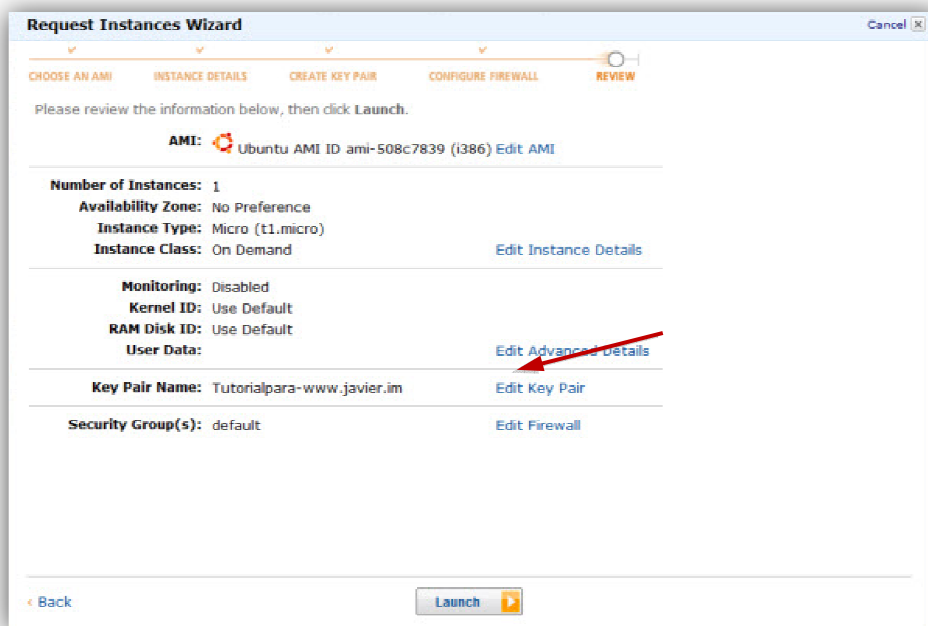 Request Instances Wizard
Cancel
CHOOSE AN AMI INSTANCE DETAILS CREATE KEY PAIR CONFIGURE FIREWALL REVIEW
Please review the information below, then click Launch.
AMI: Ubuntu AMI ID ami-508c7839 (i386) Edit AMI
Number of Instances: 1
Availability Zone: No Preference
Instance Type: Micro (t1.micro)
Instance Class: On Demand Edit Instance Details
Monitoring: Disabled
Kernel ID: Use Default
RAM Disk ID: Use Default
User Data: Edit Advanced Details
Key Pair Name: Tutorialpara-www.javier.im Edit Key Pair
Security Group(s): default Edit Firewall
< Back Launch